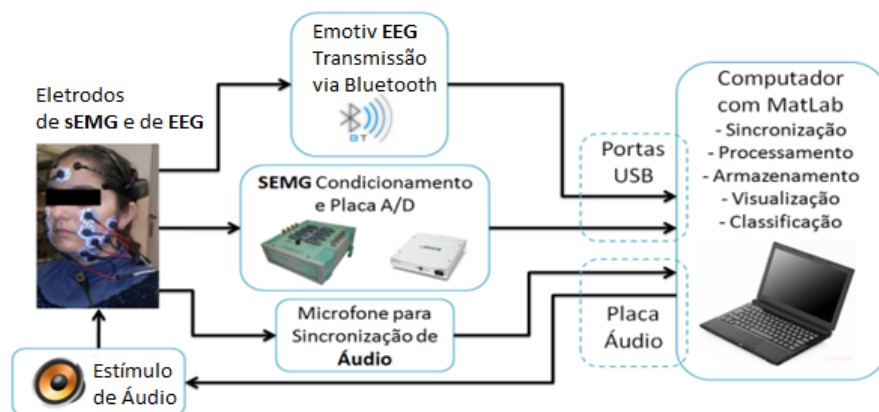 Eletrodos
de sEMG e de EEG
Emotiv EEG
Transmissão
via Bluetooth
BT
SEMG Condicionamento
e Placa A/D
Microfone para
Sincronização de
Áudio
Estímulo
de Áudio
Portas
USB
Placa
Áudio
Computador
com MatLab
- Sincronização
- Processamento
- Armazenamento
- Visualização
- Classificação